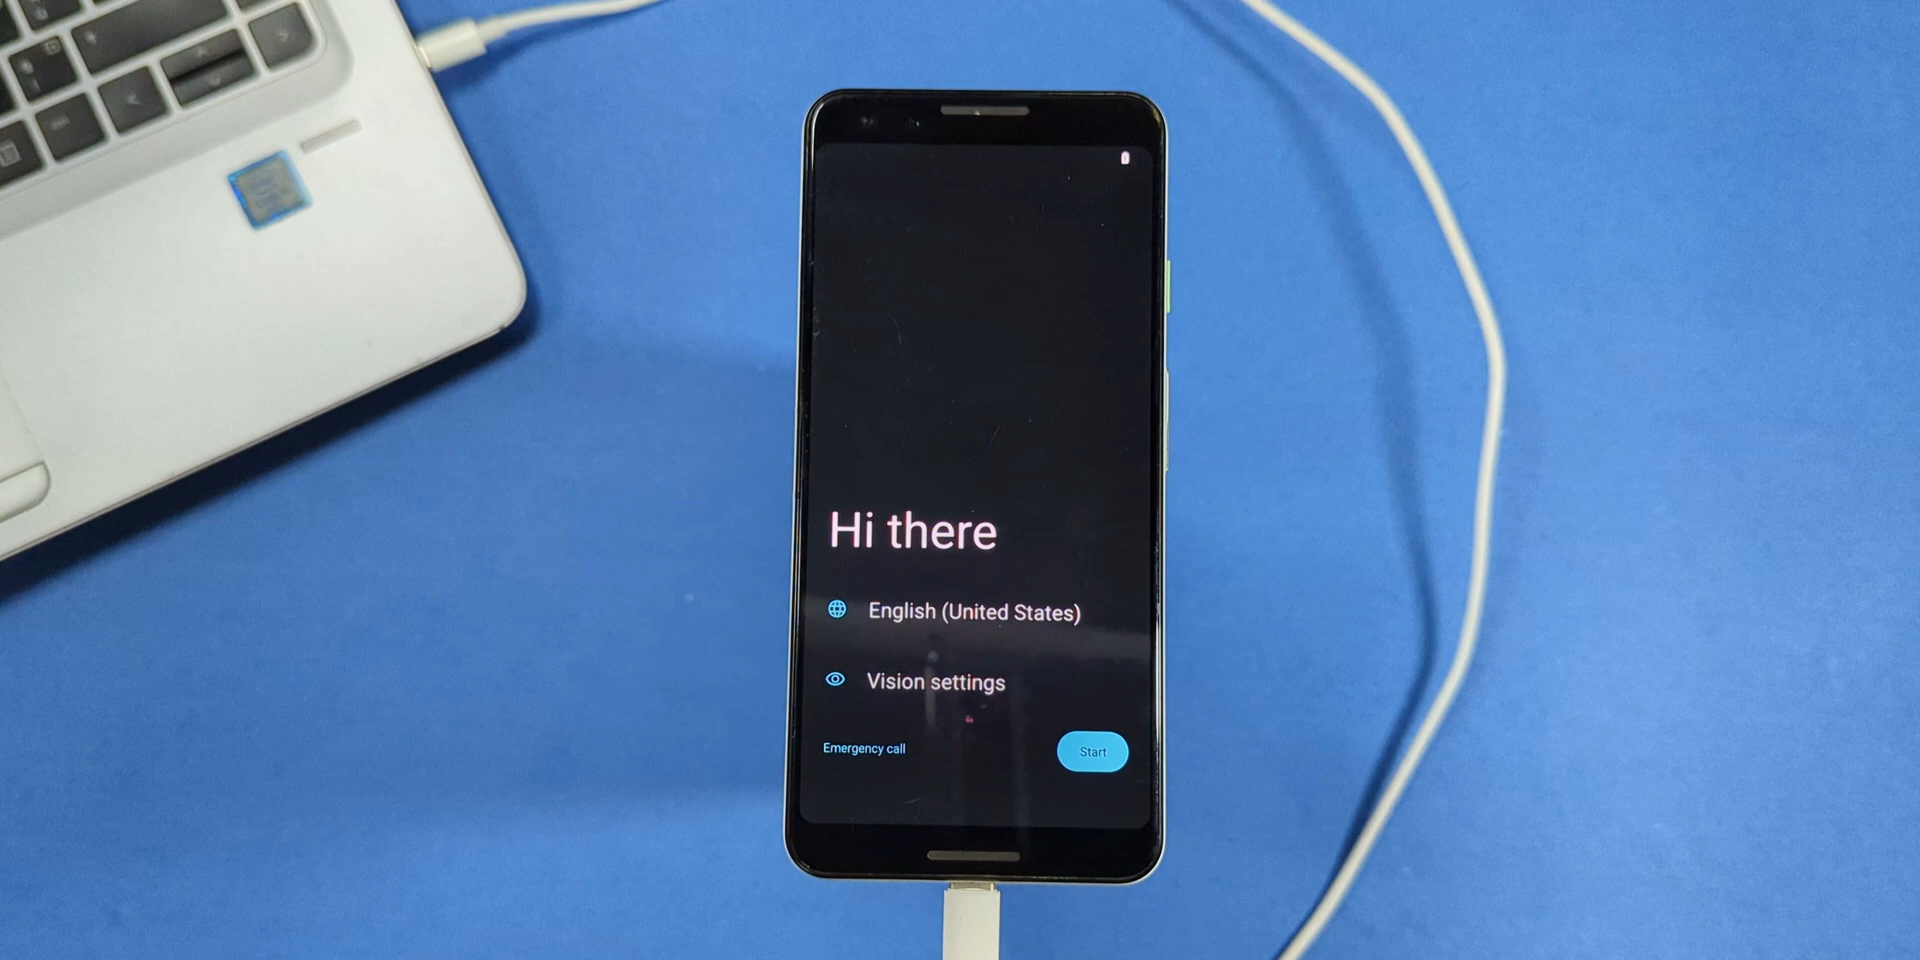 Hi there
English (United States)
Vision settings
Emergency call
Start